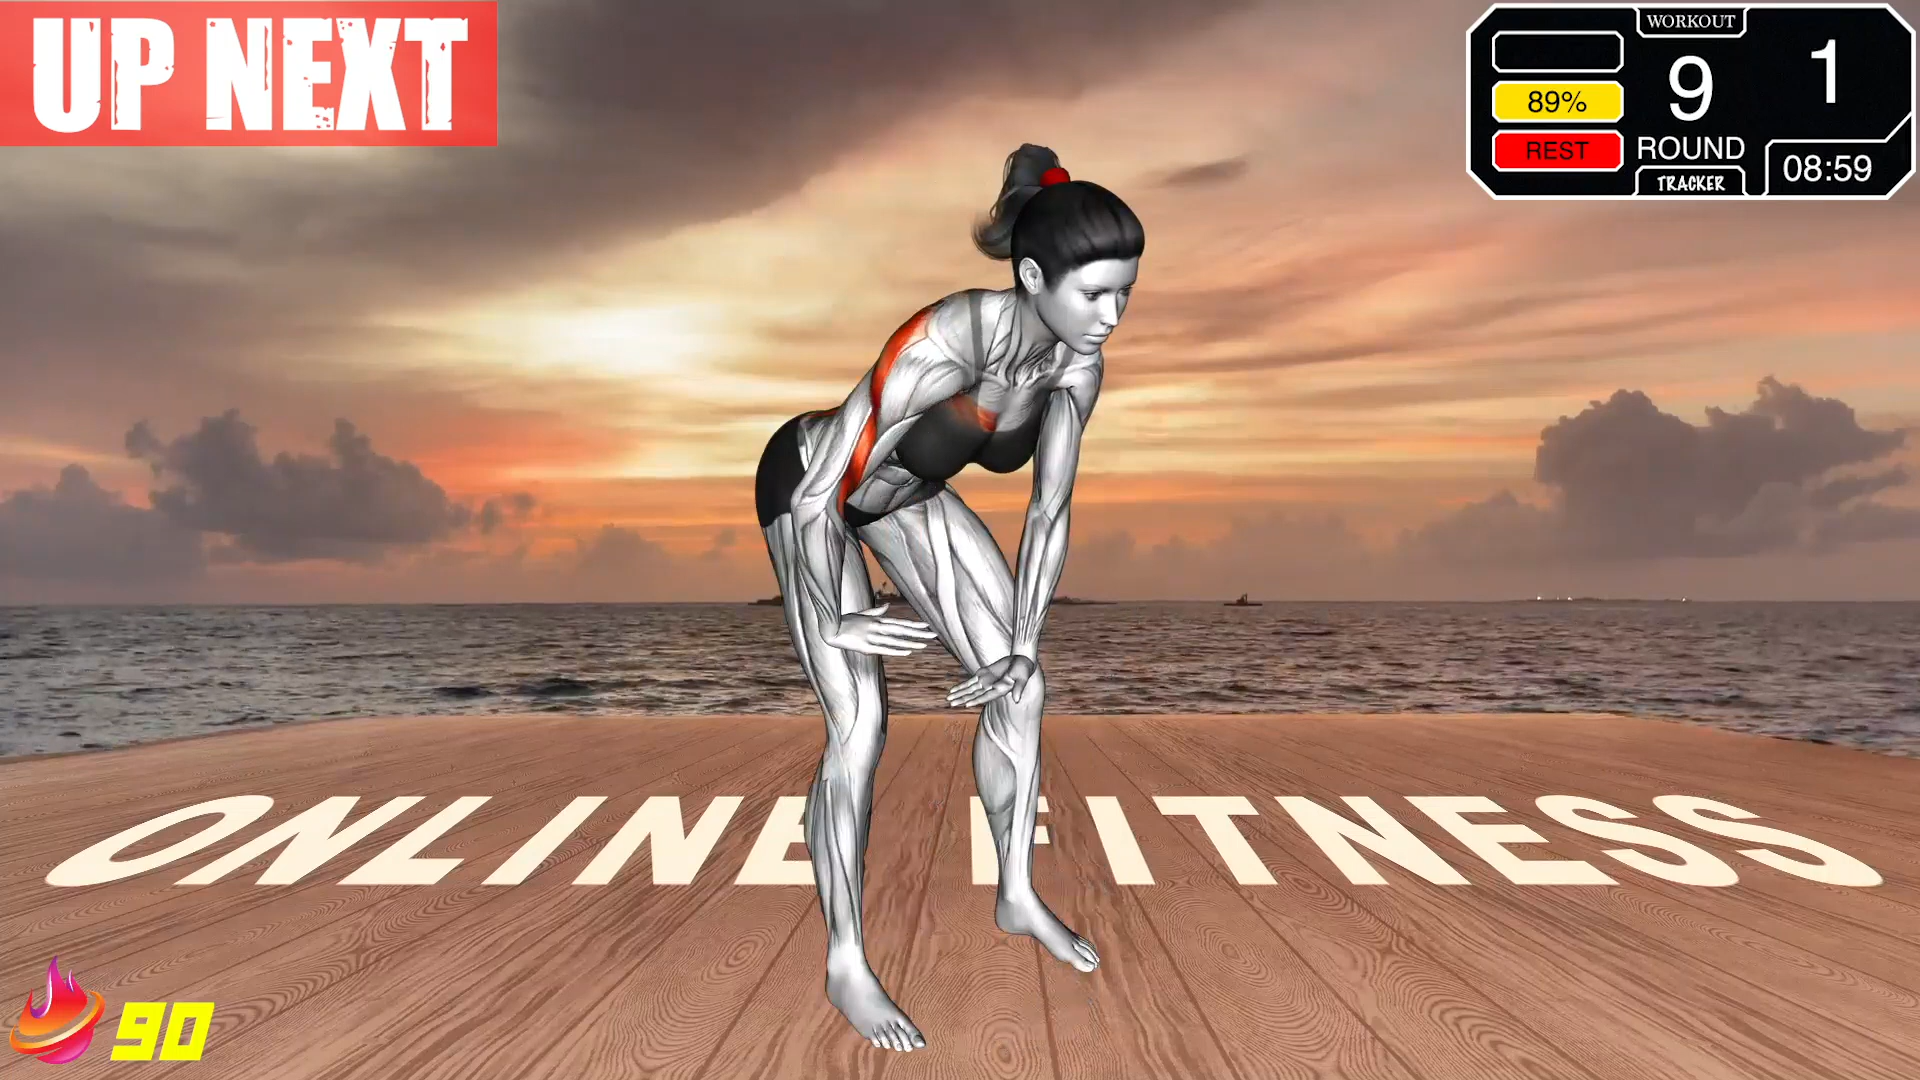 UP NEXT
WORKOUT
89%
9
1
REST
ROUND
08:59
TRACKER
ONLINE FITNESS
90